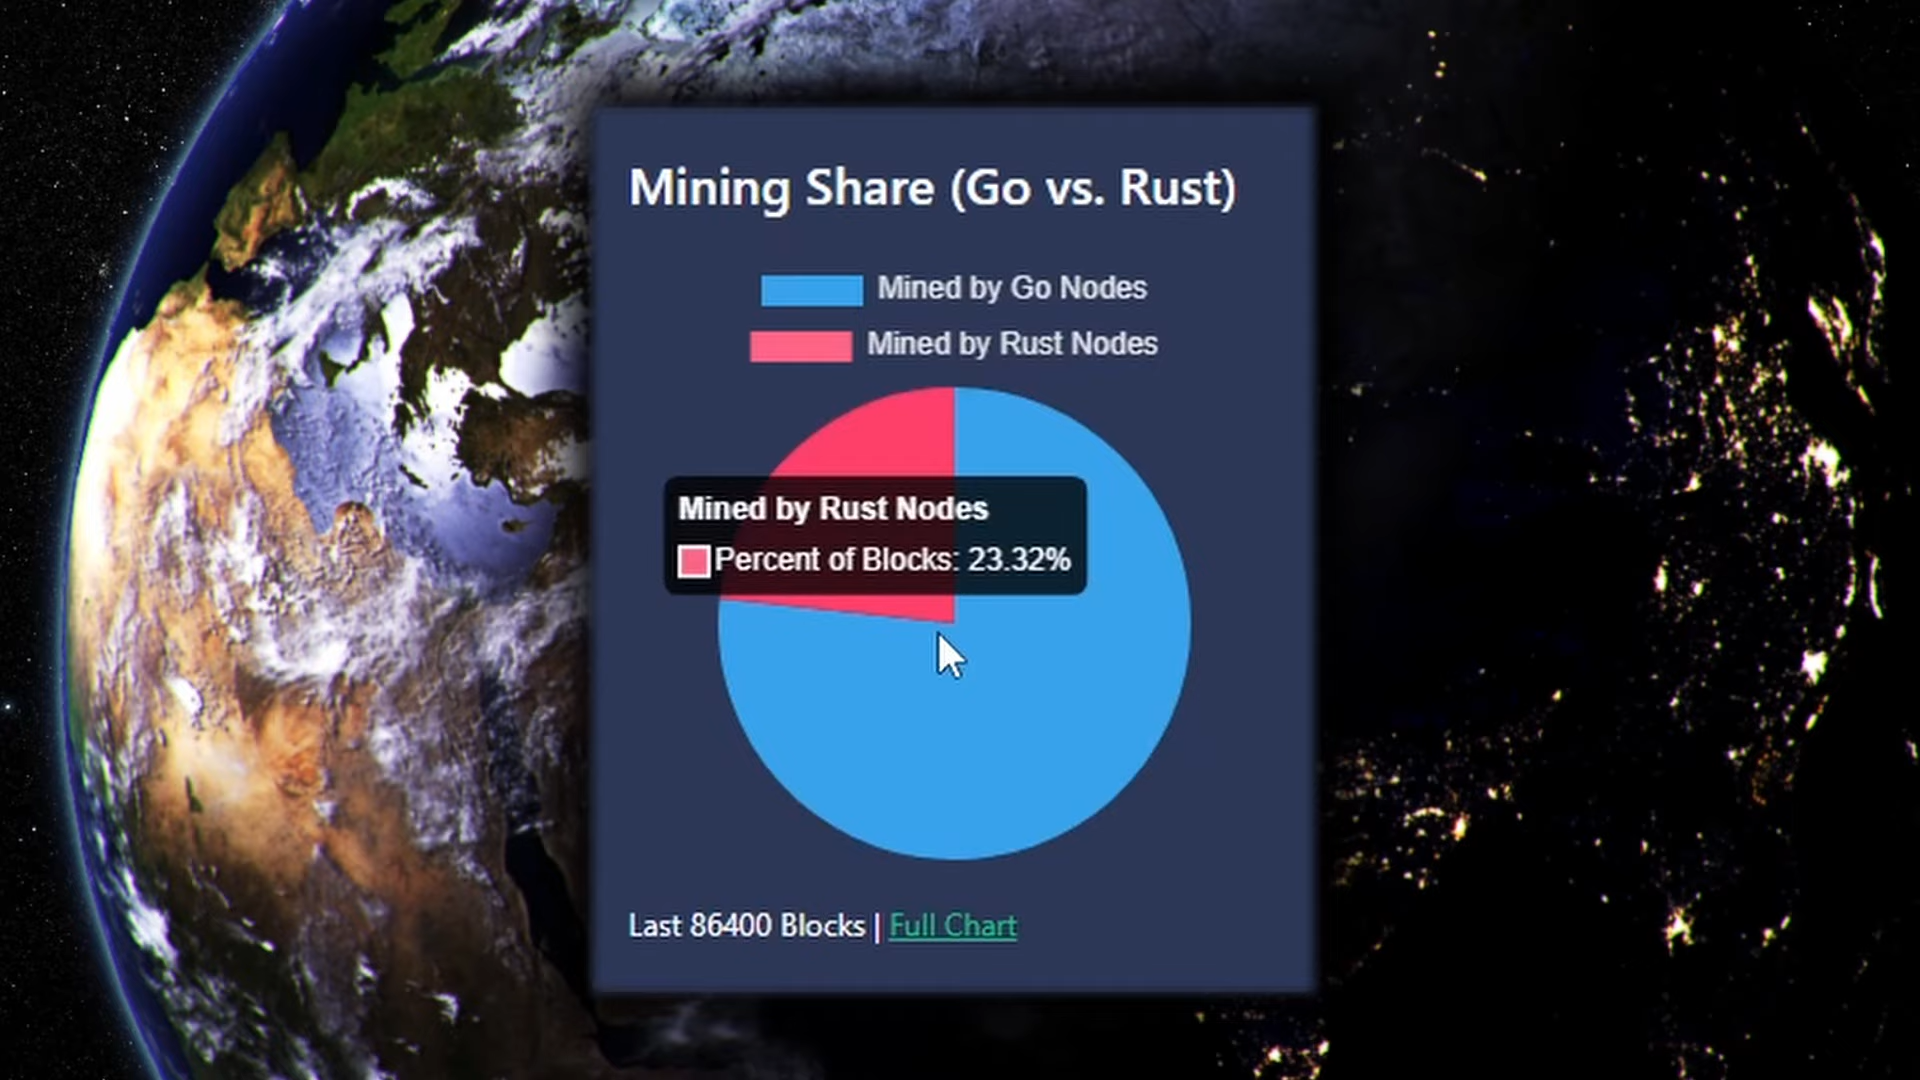 Mining Share (Go vs. Rust)
Mined by Go Nodes
Mined by Rust Nodes
Mined by Rust Nodes
Percent of Blocks: 23.32%
Last 86400 Blocks | Full Chart